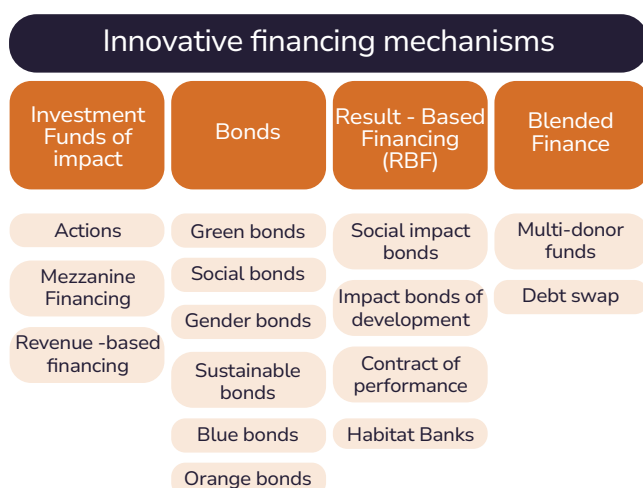 Innovative financing mechanisms
Investment
Funds of
impact
Bonds
Result - Based
Financing
(RBF)
Blended
Finance
Actions
Mezzanine
Financing
Revenue -based
financing
Green bonds
Social bonds
Gender bonds
Sustainable
bonds
Blue bonds
Orange bonds
Social impact
bonds
Impact bonds of
development
Contract of
performance
Habitat Banks
Multi-donor
funds
Debt swap